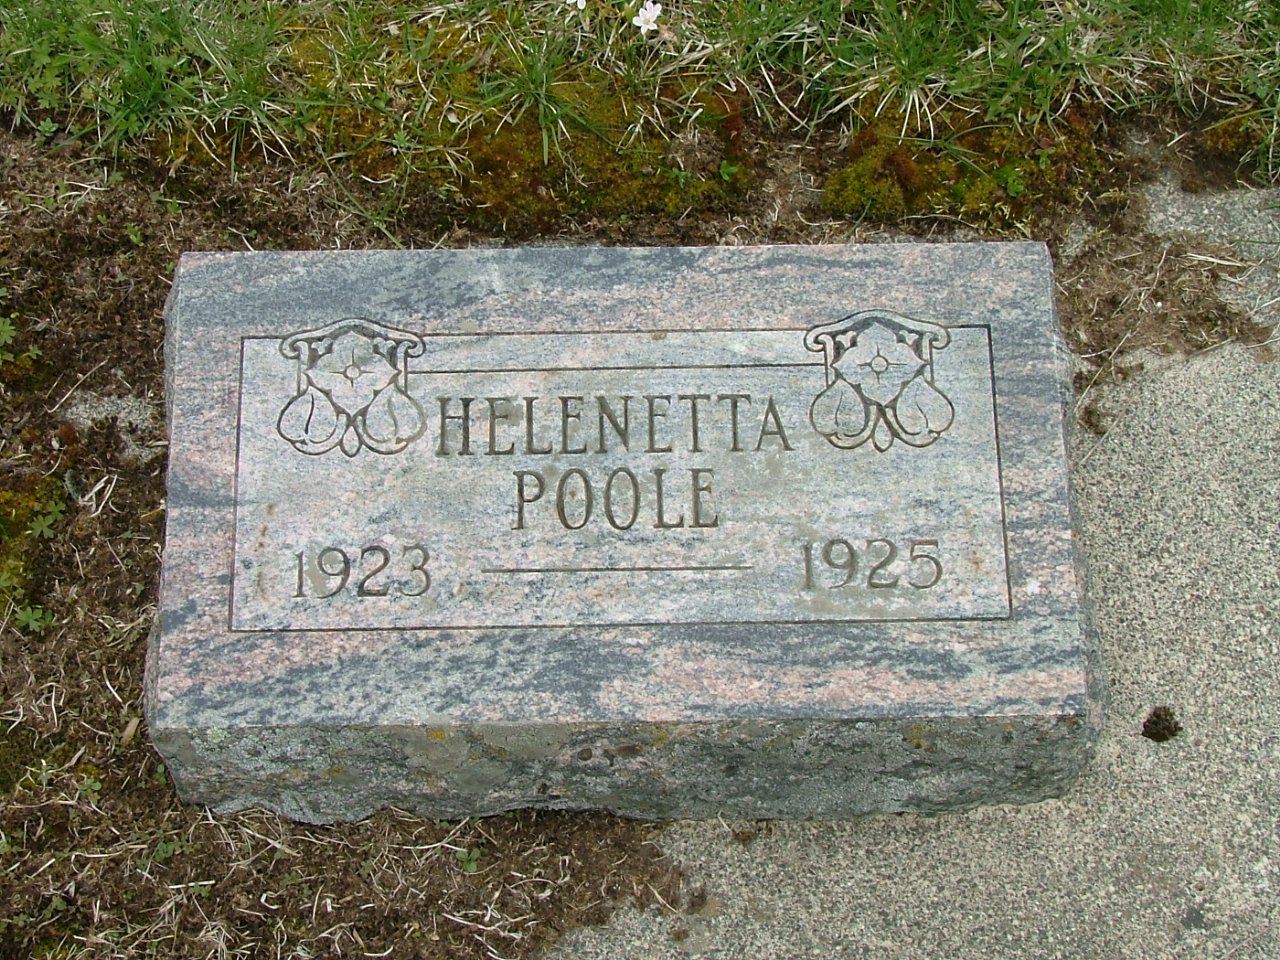 HELENETTA
POOLE
1923 — 1925